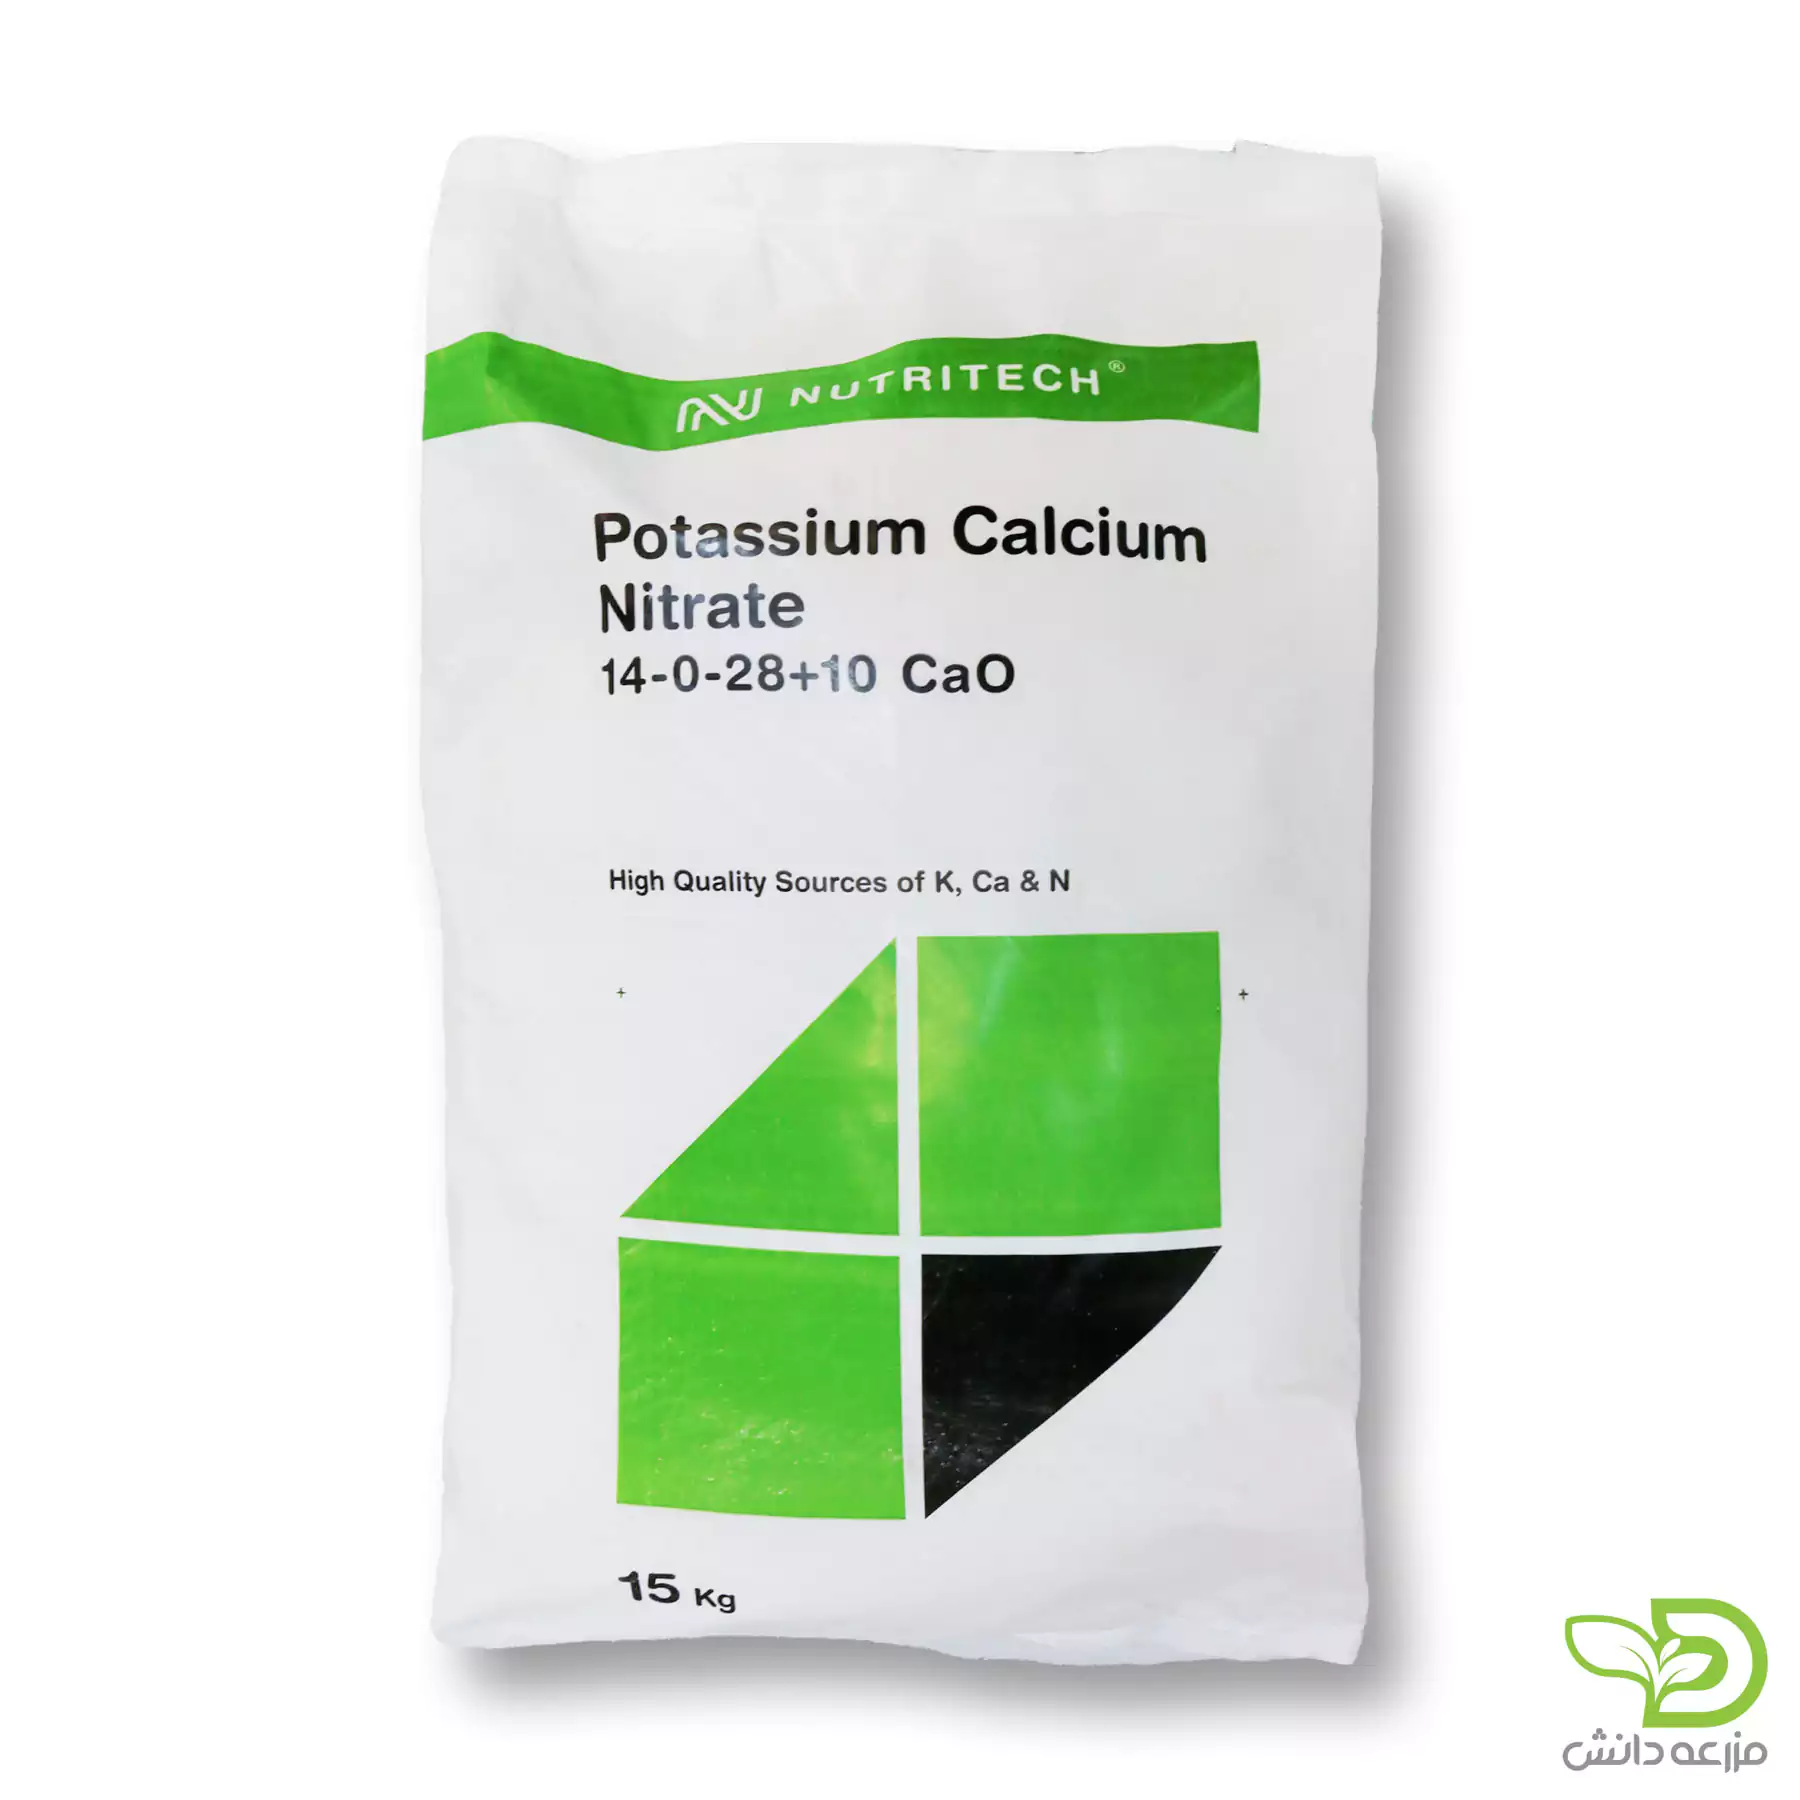 NUTRITECH®
Potassium Calcium
Nitrate
14-0-28+10 CaO
High Quality Sources of K, Ca & N
15 Kg
مزرعه دانش